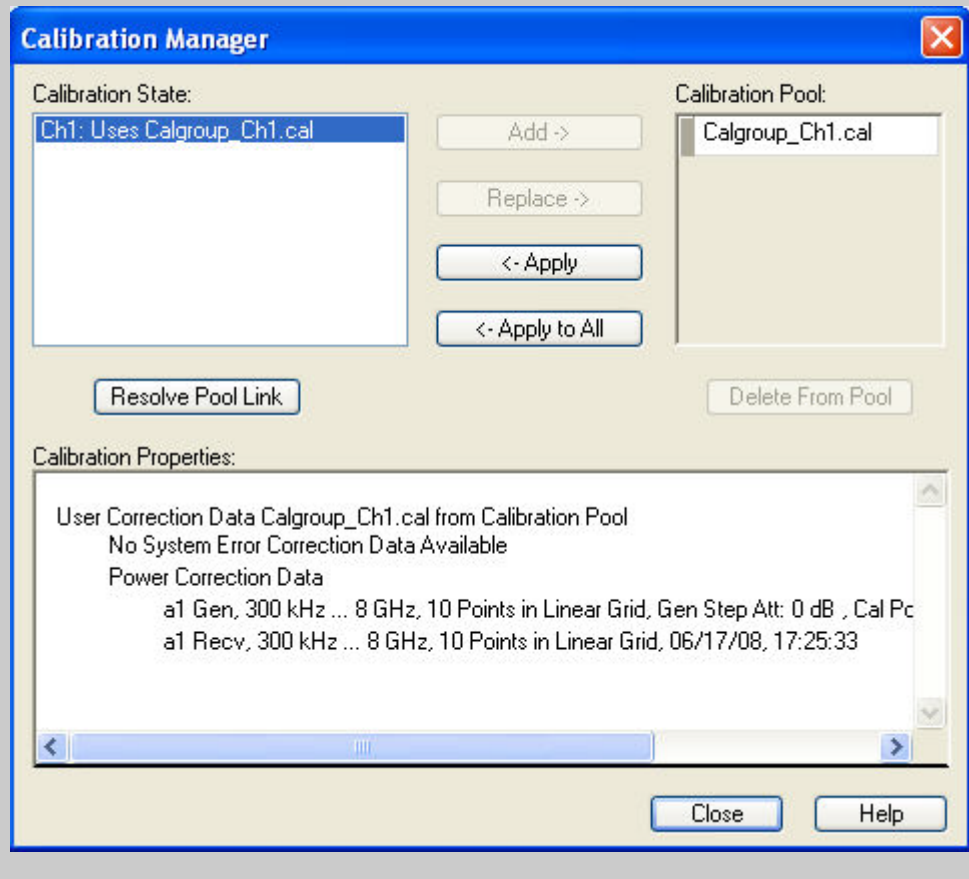 Calibration Manager
Calibration State:
Calibration Pool:
Ch1: Uses Calgroup_Ch1.cal
Add ->
Calgroup_Ch1.cal
Replace ->
<- Apply
<- Apply to All
Resolve Pool Link
Delete From Pool
Calibration Properties:
User Correction Data Calgroup_Ch1.cal from Calibration Pool
No System Error Correction Data Available
Power Correction Data
a1 Gen, 300 kHz ... 8 GHz, 10 Points in Linear Grid, Gen Step Att: 0 dB , Cal Pc
a1 Recv, 300 kHz ... 8 GHz, 10 Points in Linear Grid, 06/17/08, 17:25:33
Close
Help